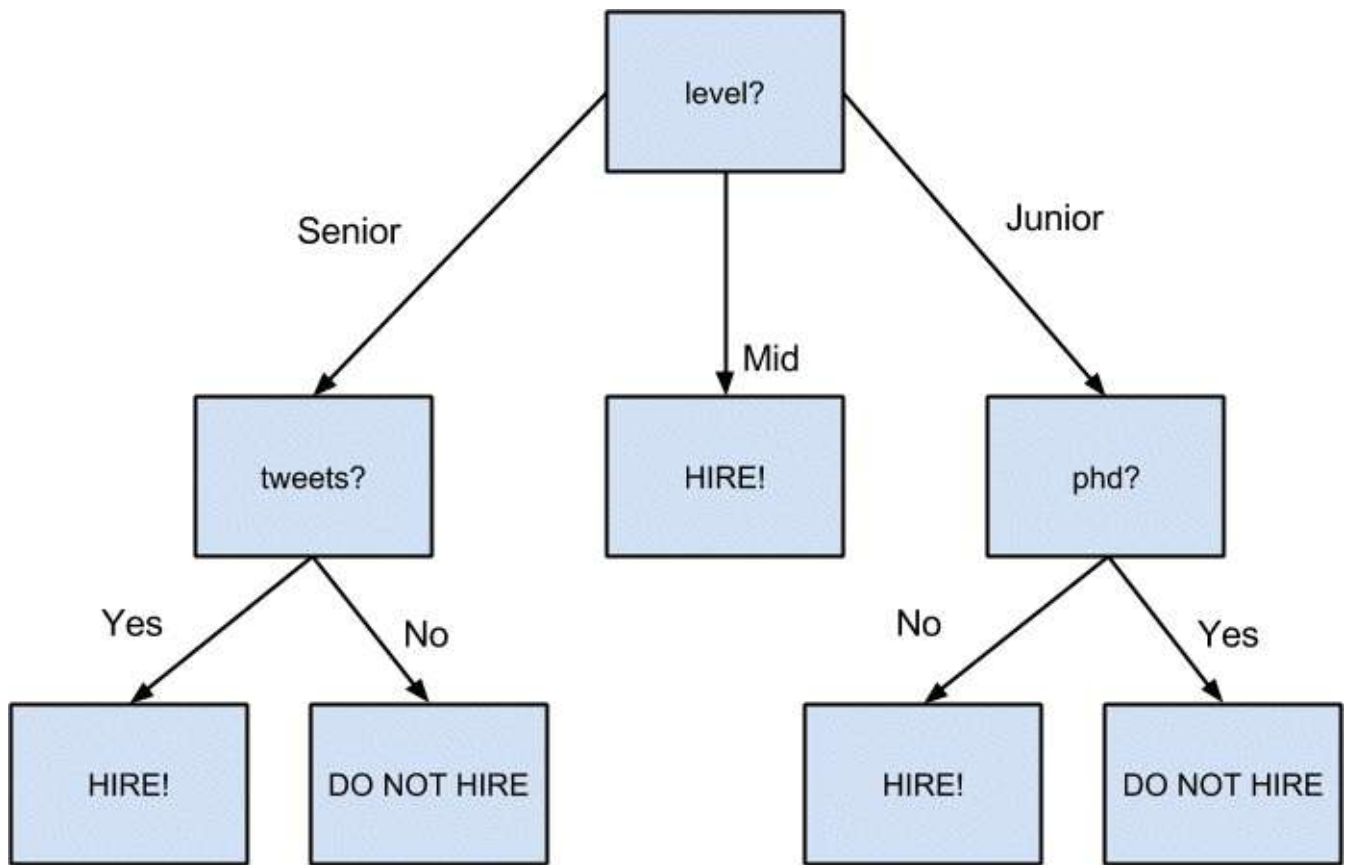 level?
Senior
Junior
Mid
tweets?
HIRE!
phd?
Yes
No
No
Yes
HIRE!
DO NOT HIRE
HIRE!
DO NOT HIRE